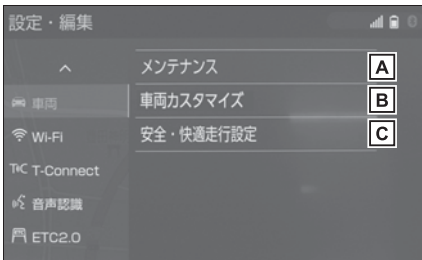 設定・編集
メンテナンス A
車両 車両カスタマイズ B
Wi-Fi 安全・快適走行設定 C
T-Connect
音声認識
ETC2.0